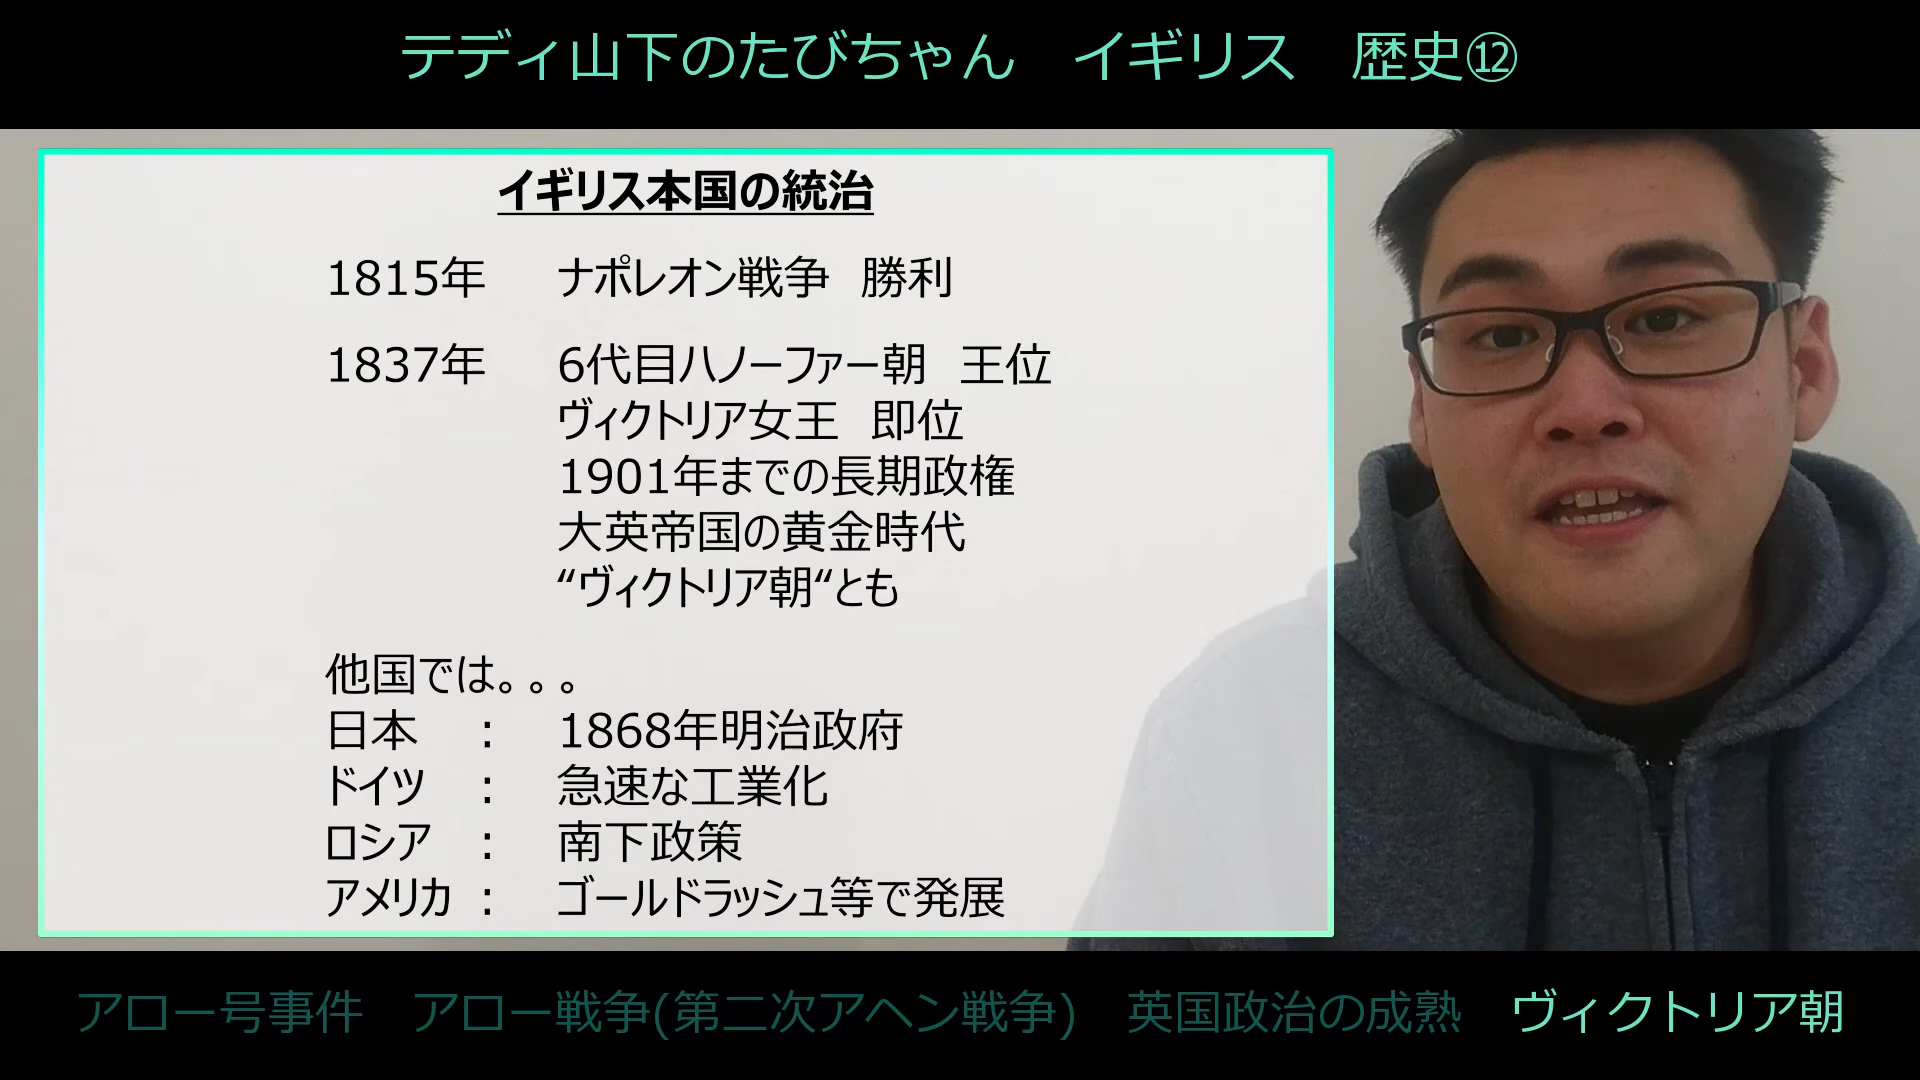 テディ山下のたびちゃん　イギリス　歴史⑫
イギリス本国の統治
1815年　ナポレオン戦争　勝利
1837年　6代目ハノーファー朝　王位
ヴィクトリア女王　即位
1901年までの長期政権
大英帝国の黄金時代
“ヴィクトリア朝“とも
他国では。。。
日本　：　1868年明治政府
ドイツ　：　急速な工業化
ロシア　：　南下政策
アメリカ　：　ゴールドラッシュ等で発展
アロー号事件　アロー戦争(第二次アヘン戦争)　英国政治の成熟　ヴィクトリア朝